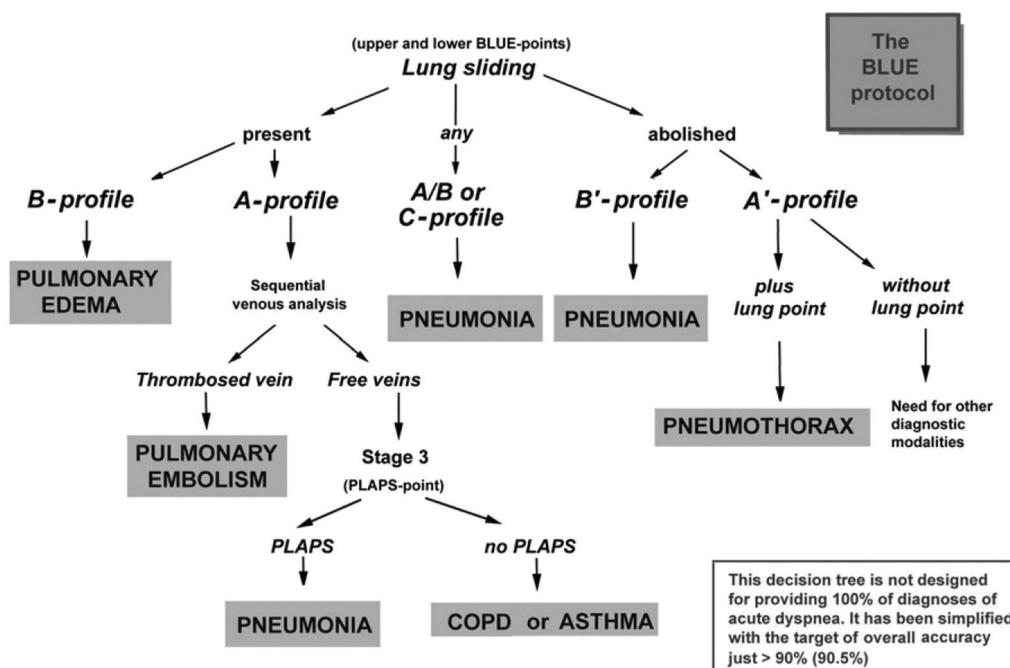 (upper and lower BLUE-points)
Lung sliding
The
BLUE
protocol
present
any
abolished
B-profile
A-profile
A/B or
C-profile
B'-profile
A'-profile
PULMONARY
EDEMA
Sequential
venous analysis
PNEUMONIA
PNEUMONIA
plus
lung point
without
lung point
Thrombosed vein
Free veins
PULMONARY
EMBOLISM
Stage 3
(PLAPS-point)
PNEUMOTHORAX
Need for other
diagnostic
modalities
PLAPS
no PLAPS
PNEUMONIA
COPD or ASTHMA
This decision tree is not designed
for providing 100% of diagnoses of
acute dyspnea. It has been simplified
with the target of overall accuracy
just > 90% (90.5%)